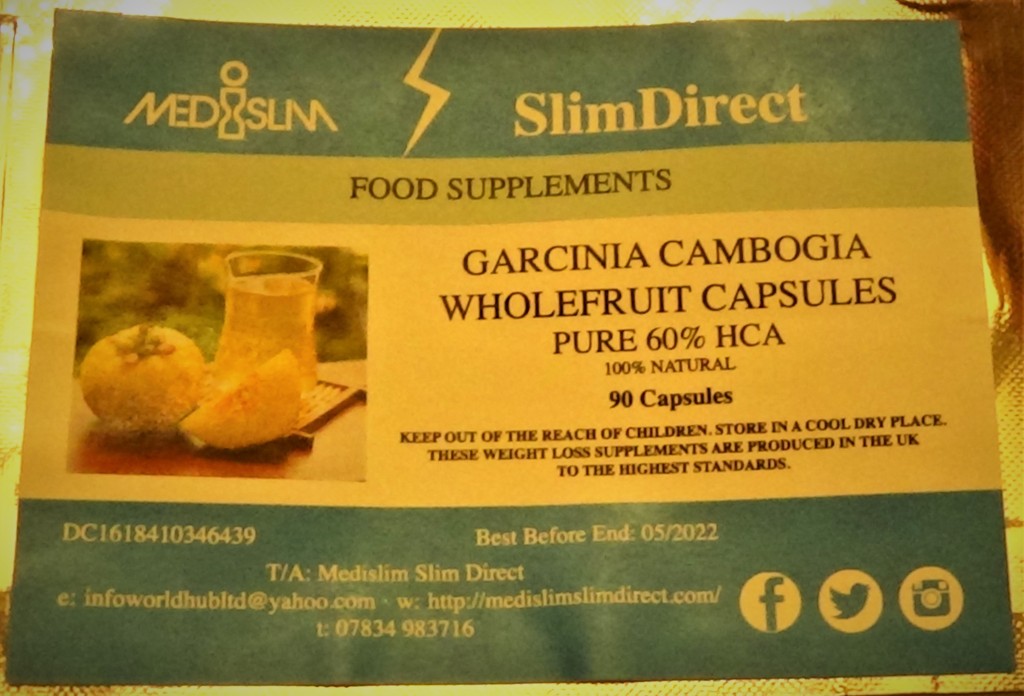 MEDISLIM
SlimDirect
FOOD SUPPLEMENTS
GARCINIA CAMBOGIA
WHOLEFRUIT CAPSULES
PURE 60% HCA
100% NATURAL
90 Capsules
KEEP OUT OF THE REACH OF CHILDREN. STORE IN A COOL DRY PLACE.
THESE WEIGHT LOSS SUPPLEMENTS ARE PRODUCED IN THE UK
TO THE HIGHEST STANDARDS.
DC1618410346439
Best Before End: 05/2022
T/A: Medislim Slim Direct
e: infoworldhubltd@yahoo.com · w: http://medislimslimdirect.com/
t: 07834 983716